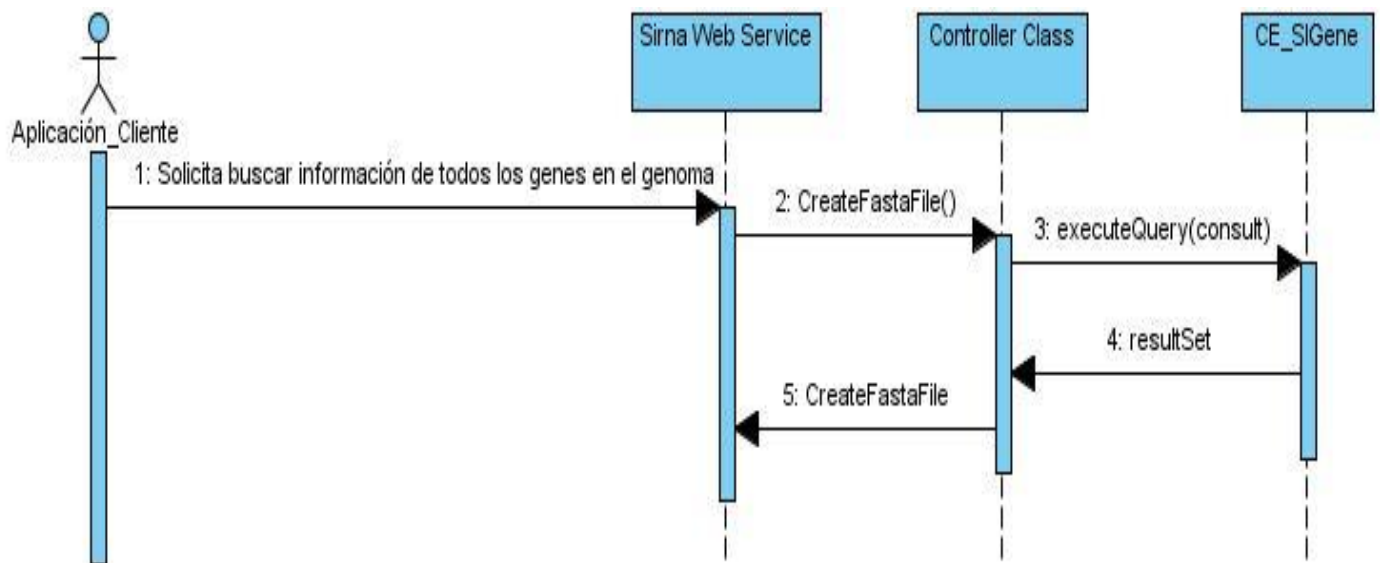 Sirna Web Service
Controller Class
CE_SIGene
Aplicación_Cliente
1: Solicita buscar información de todos los genes en el genoma
2: CreateFastaFile()
3: executeQuery(consult)
4: resultSet
5: CreateFastaFile